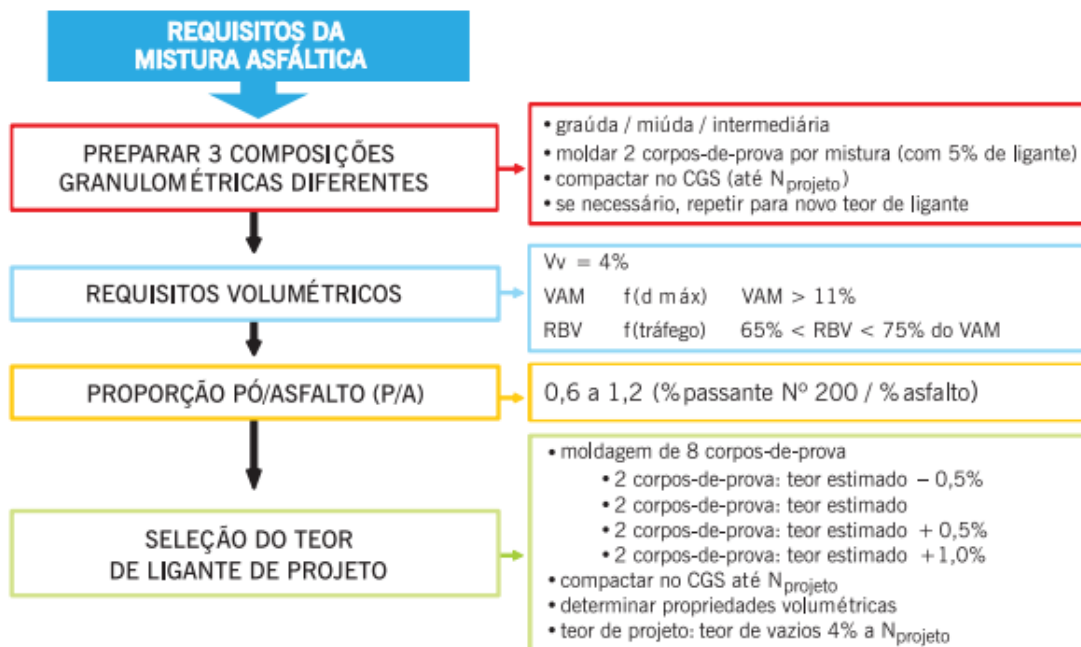 REQUISITOS DA
MISTURA ASFÁLTICA
PREPARAR 3 COMPOSIÇÕES
GRANULOMÉTRICAS DIFERENTES
• graúda / miúda / intermediária
• moldar 2 corpos-de-prova por mistura (com 5% de ligante)
• compactar no CGS (até Nprojeto)
• se necessário, repetir para novo teor de ligante
REQUISITOS VOLUMÉTRICOS
Vv = 4%
VAM f(d máx) VAM > 11%
RBV f(tráfego) 65% < RBV < 75% do VAM
PROPORÇÃO PÓ/ASFALTO (P/A)
0,6 a 1,2 (% passante Nº 200 / % asfalto)
SELEÇÃO DO TEOR
DE LIGANTE DE PROJETO
• moldagem de 8 corpos-de-prova
• 2 corpos-de-prova: teor estimado – 0,5%
• 2 corpos-de-prova: teor estimado
• 2 corpos-de-prova: teor estimado + 0,5%
• 2 corpos-de-prova: teor estimado +1,0%
• compactar no CGS até Nprojeto
• determinar propriedades volumétricas
• teor de projeto: teor de vazios 4% a Nprojeto